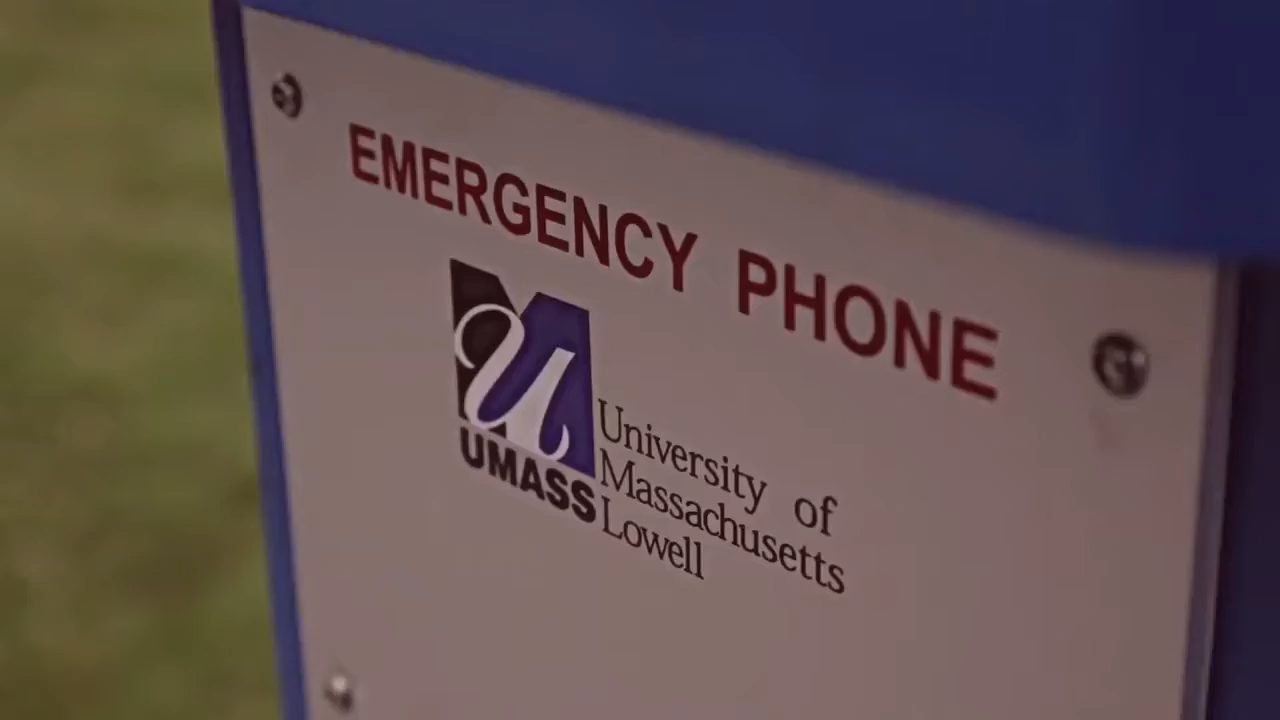 EMERGENCY PHONE
UMASS
University of
Massachusetts
Lowell